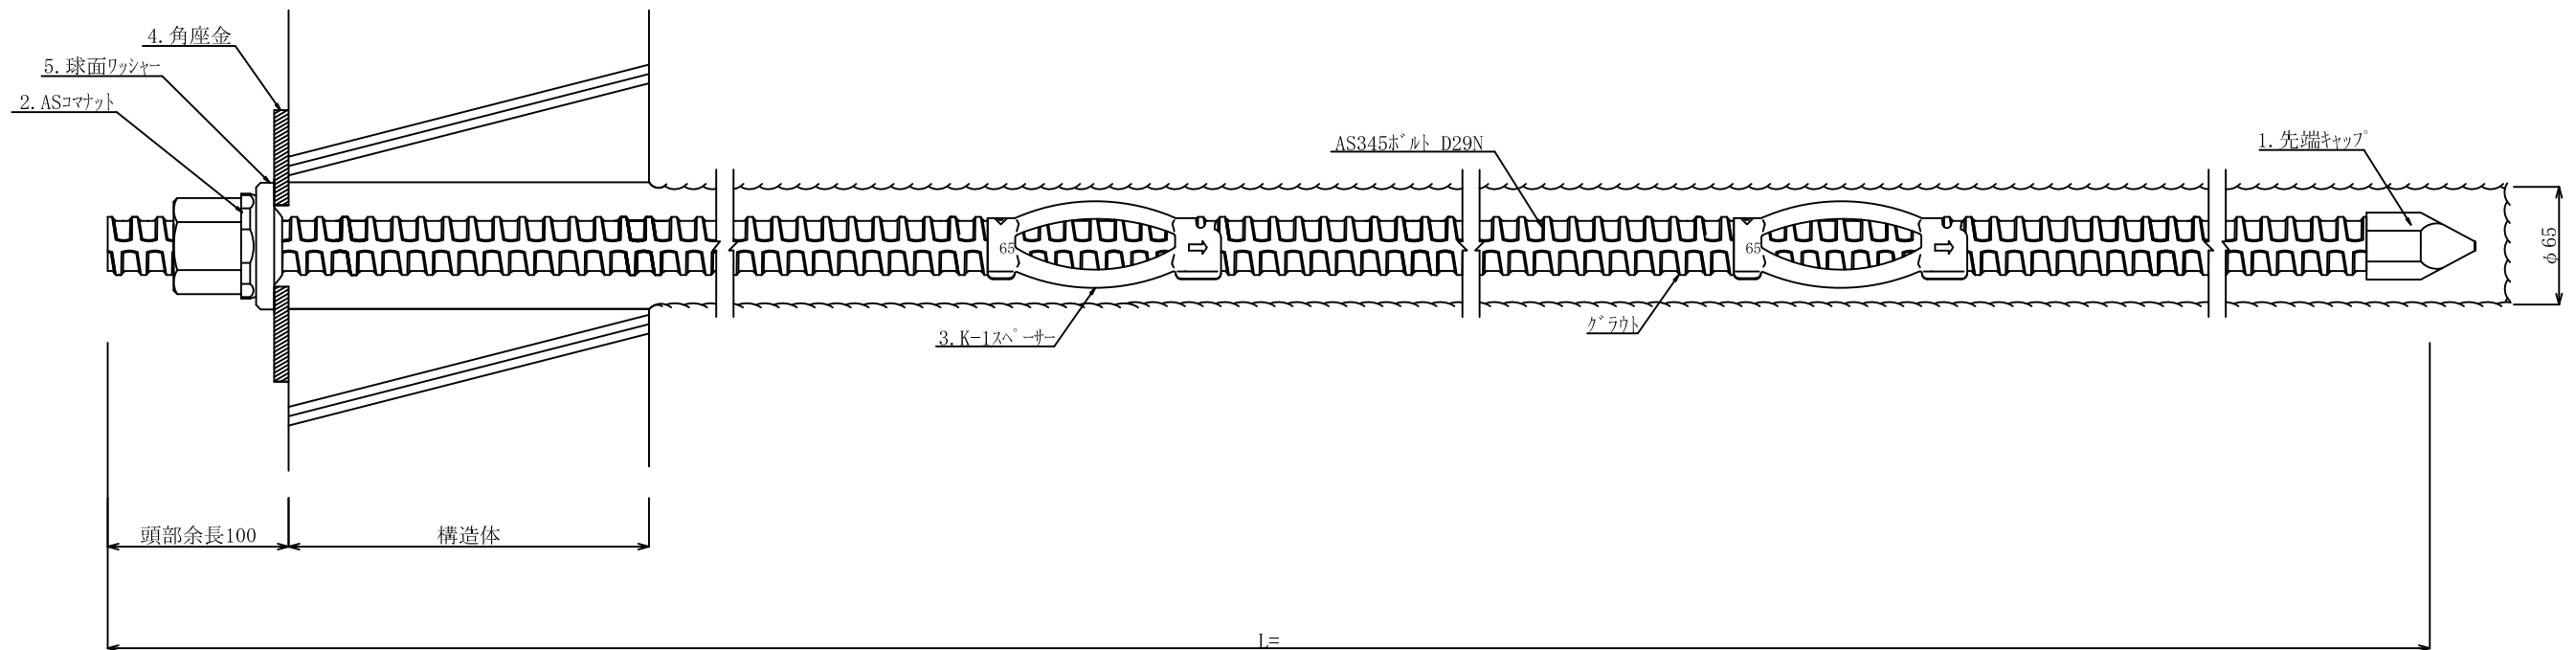 4. 角座金
5. 球面ワッシャー
2. ASコマナット
AS345ボルト D29N
1. 先端キャップ
65
65
φ65
3. K-1スペーサー
グラウト
頭部余長100
構造体
L=